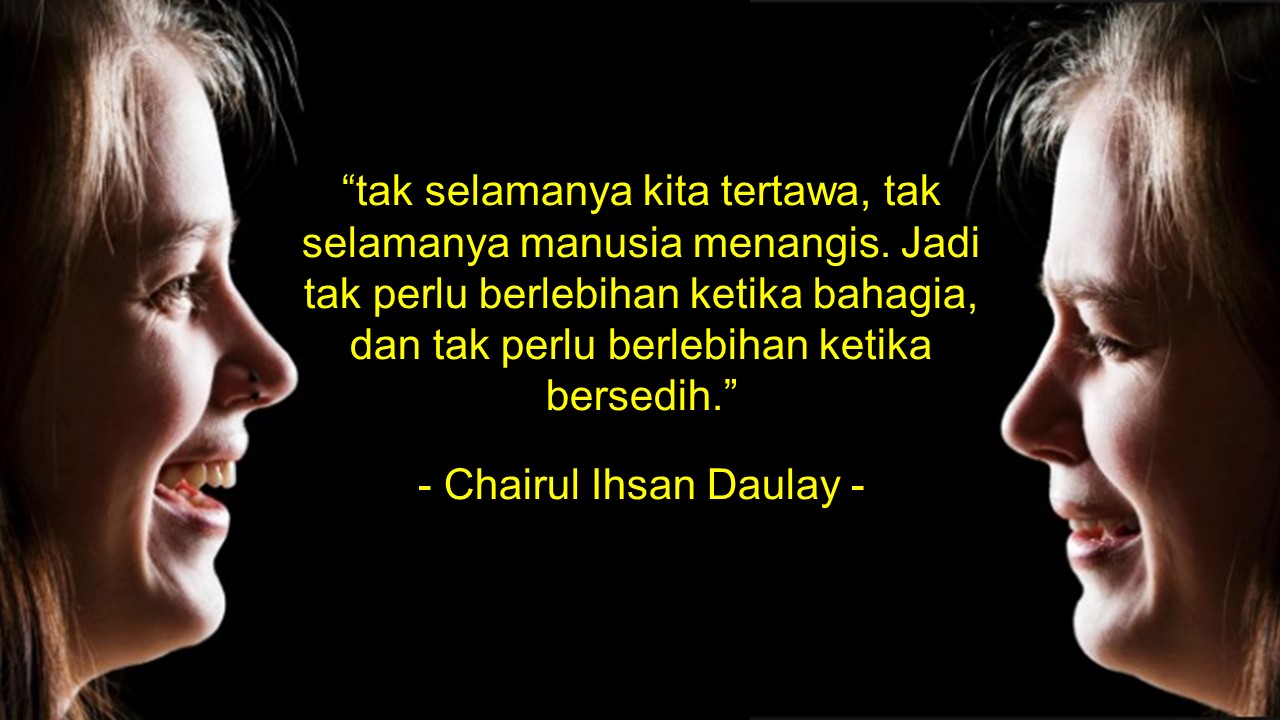 “tak selamanya kita tertawa, tak
selamanya manusia menangis. Jadi
tak perlu berlebihan ketika bahagia,
dan tak perlu berlebihan ketika
bersedih.”
- Chairul Ihsan Daulay -